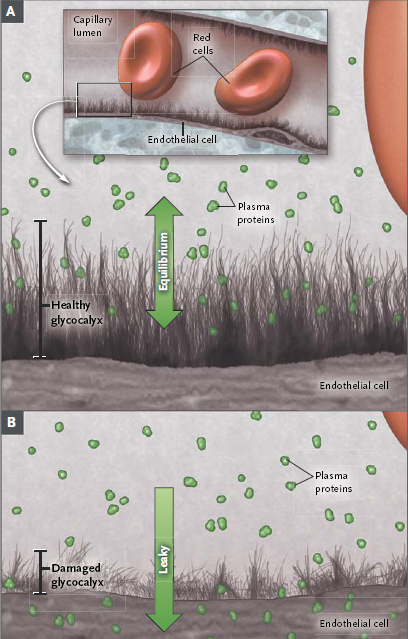 A
Capillary
lumen
Red
cells
Endothelial cell
Plasma
proteins
Equilibrium
Healthy
glycocalyx
Endothelial cell
B
Plasma
proteins
Damaged
glycocalyx
Leaky
Endothelial cell